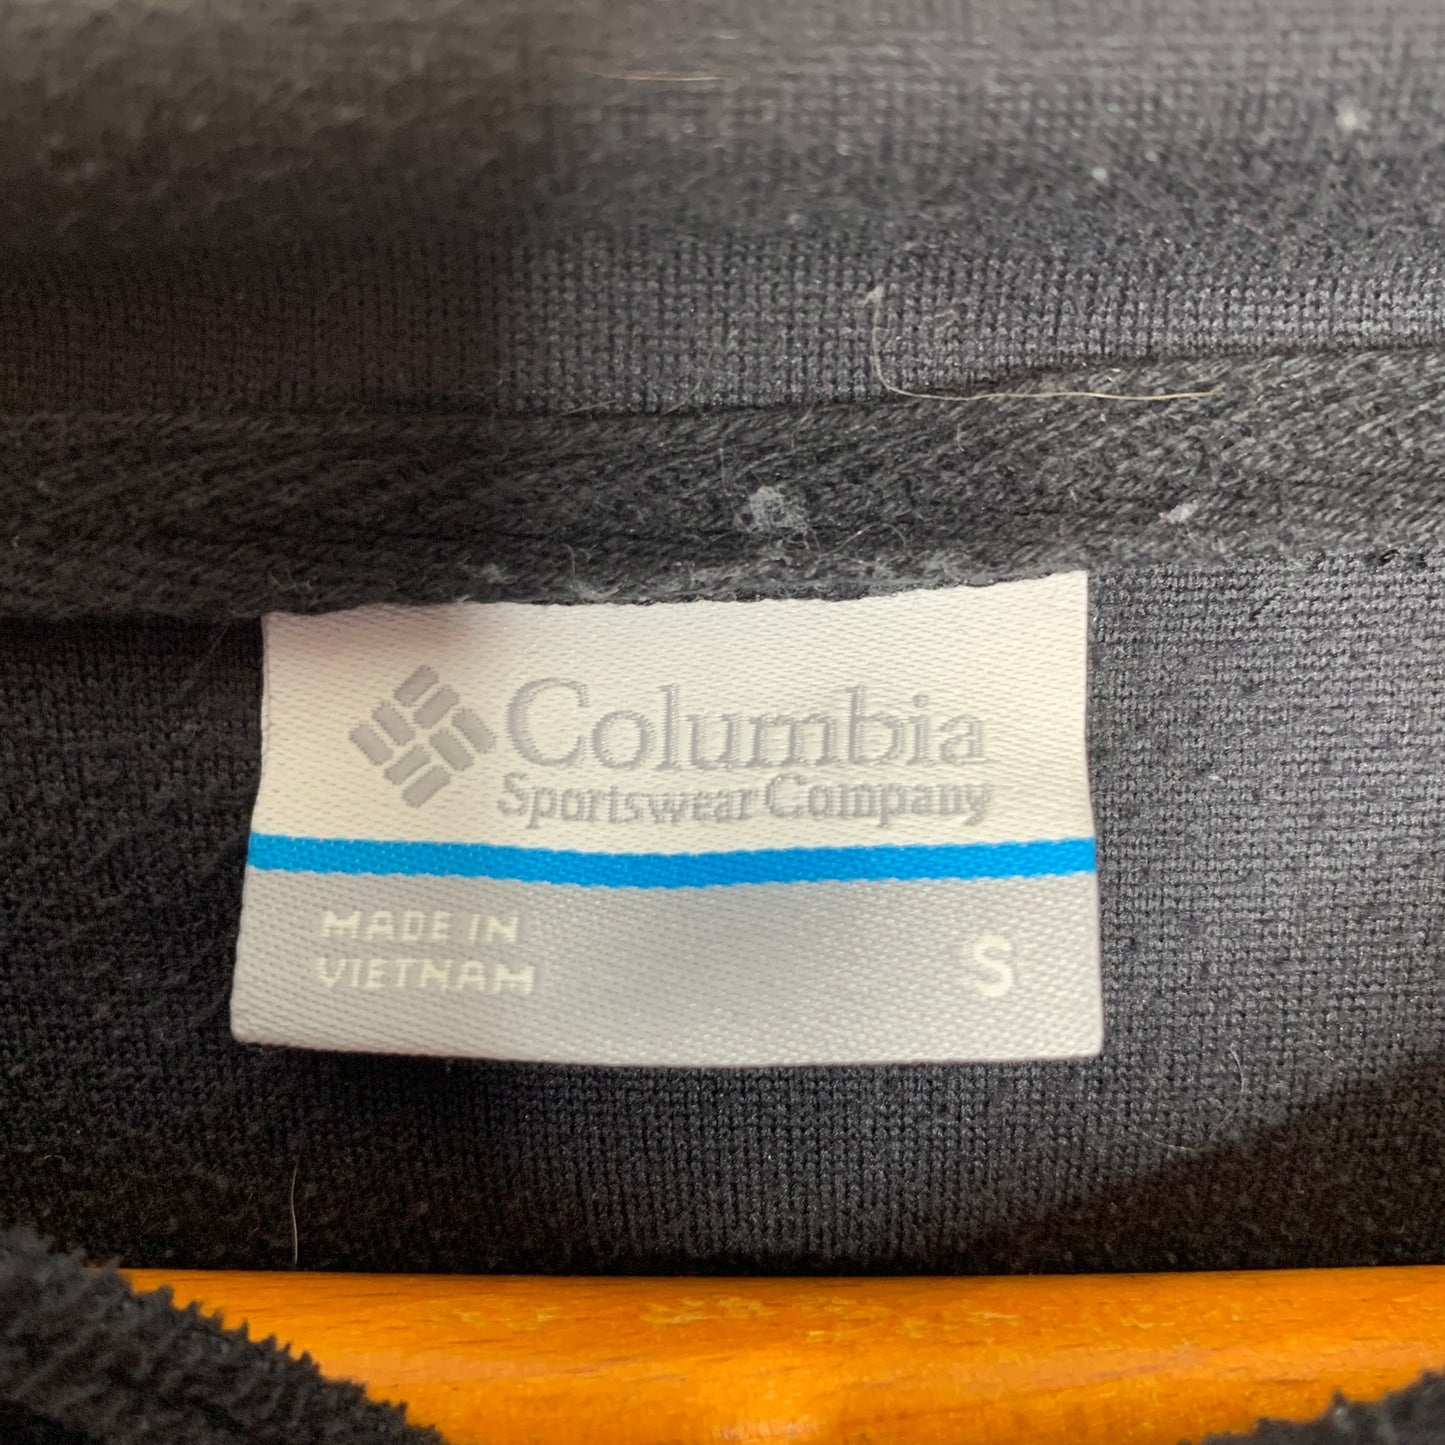 Columbia
Sportswear Company
MADE IN
VIETNAM
S